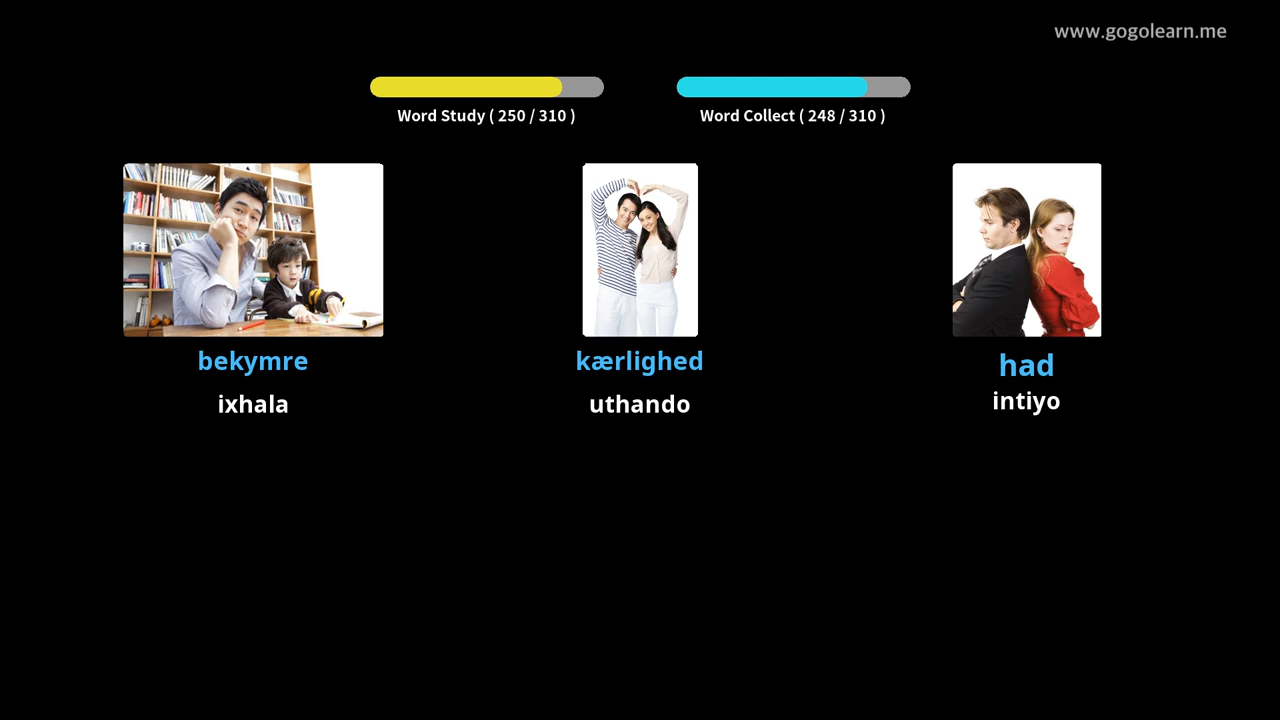 www.gogolearn.me
Word Study ( 250 / 310 )
Word Collect ( 248 / 310 )
bekymre
ixhala
kærlighed
uthando
had
intiyo